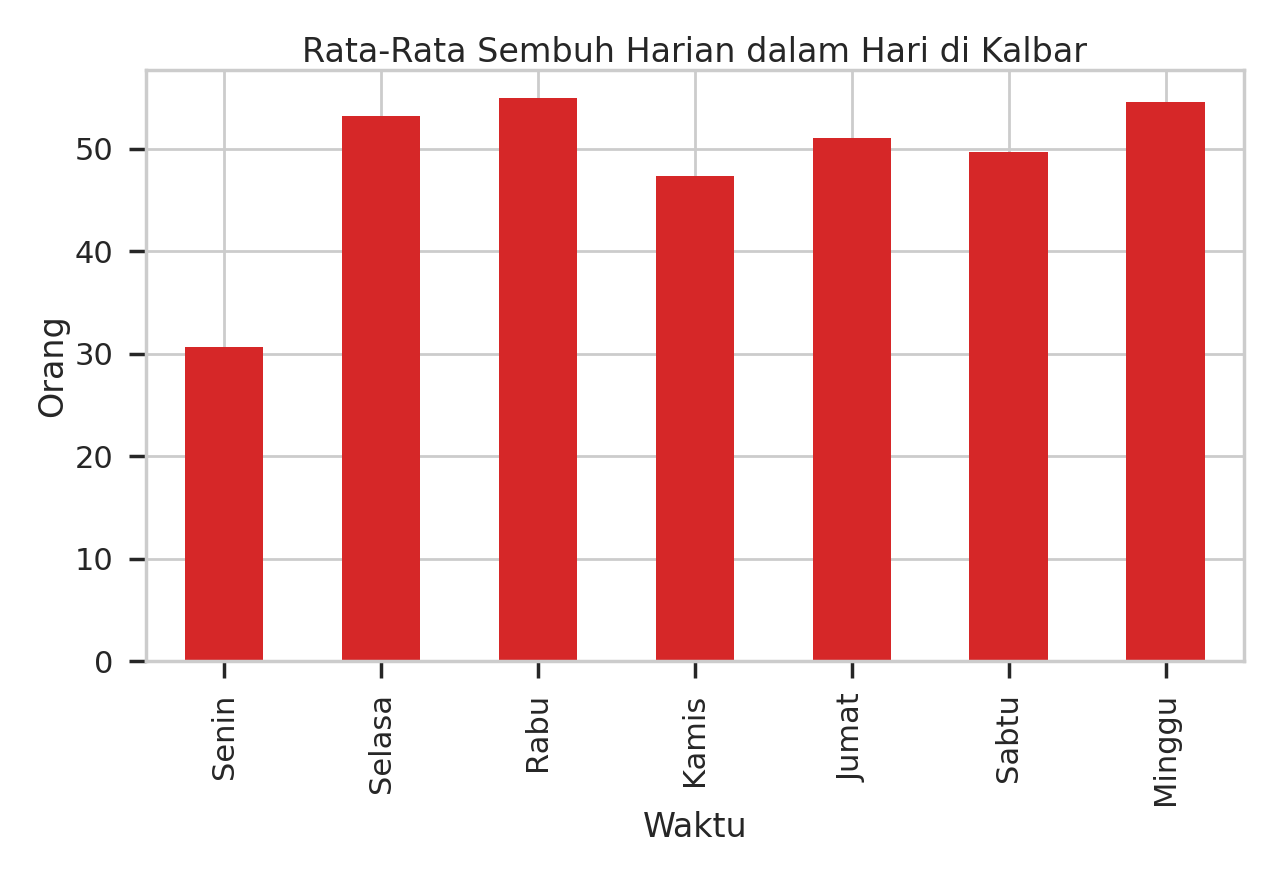 Rata-Rata Sembuh Harian dalam Hari di Kalbar
50
40
30
20
10
0
Orang
Senin
Selasa
Rabu
Kamis
Jumat
Sabtu
Minggu
Waktu